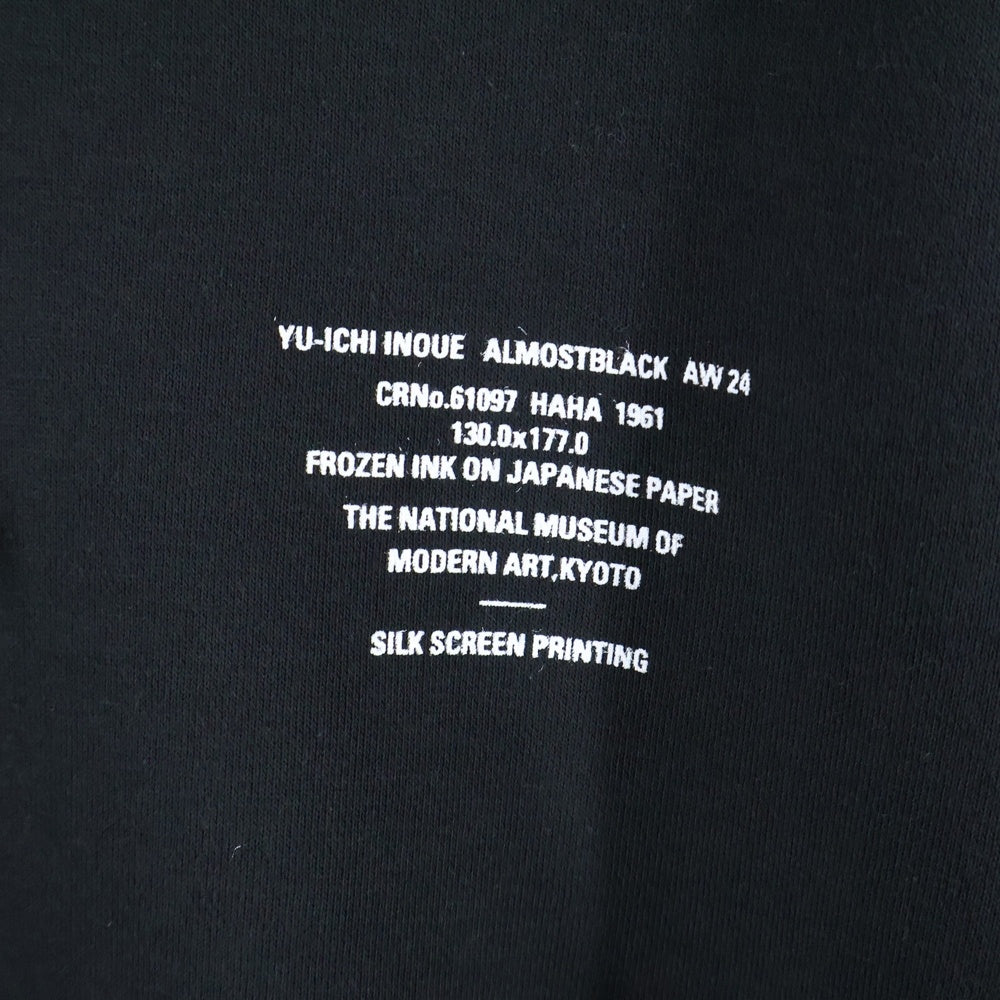 YU-ICHI INOUE ALMOSTBLACK AW 24
CRNo.61097 HAHA 1961
130.0x177.0
FROZEN INK ON JAPANESE PAPER
THE NATIONAL MUSEUM OF
MODERN ART,KYOTO
SILK SCREEN PRINTING